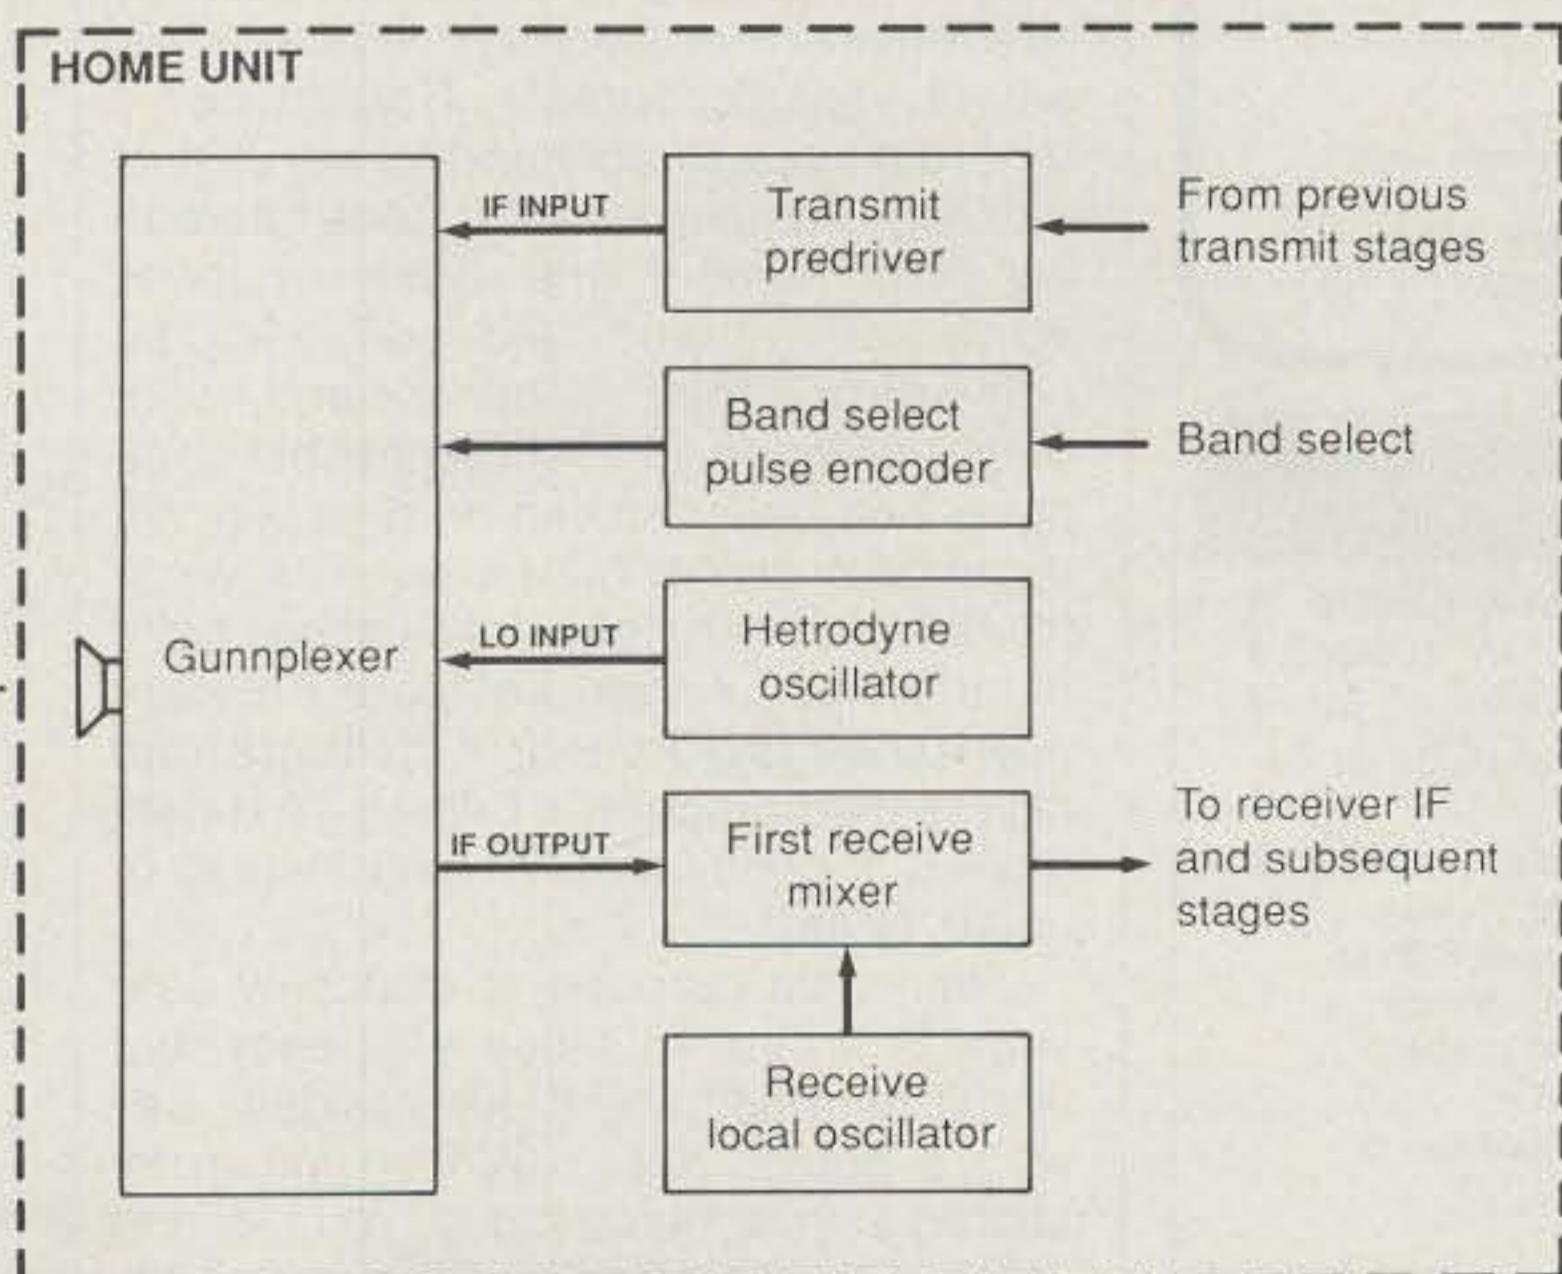 HOME UNIT
IF INPUT
Transmit
predriver
From previous
transmit stages
Band select
pulse encoder
Band select
Gunnplexer
LO INPUT
Hetrodyne
oscillator
IF OUTPUT
First receive
mixer
To receiver IF
and subsequent
stages
Receive
local oscillator